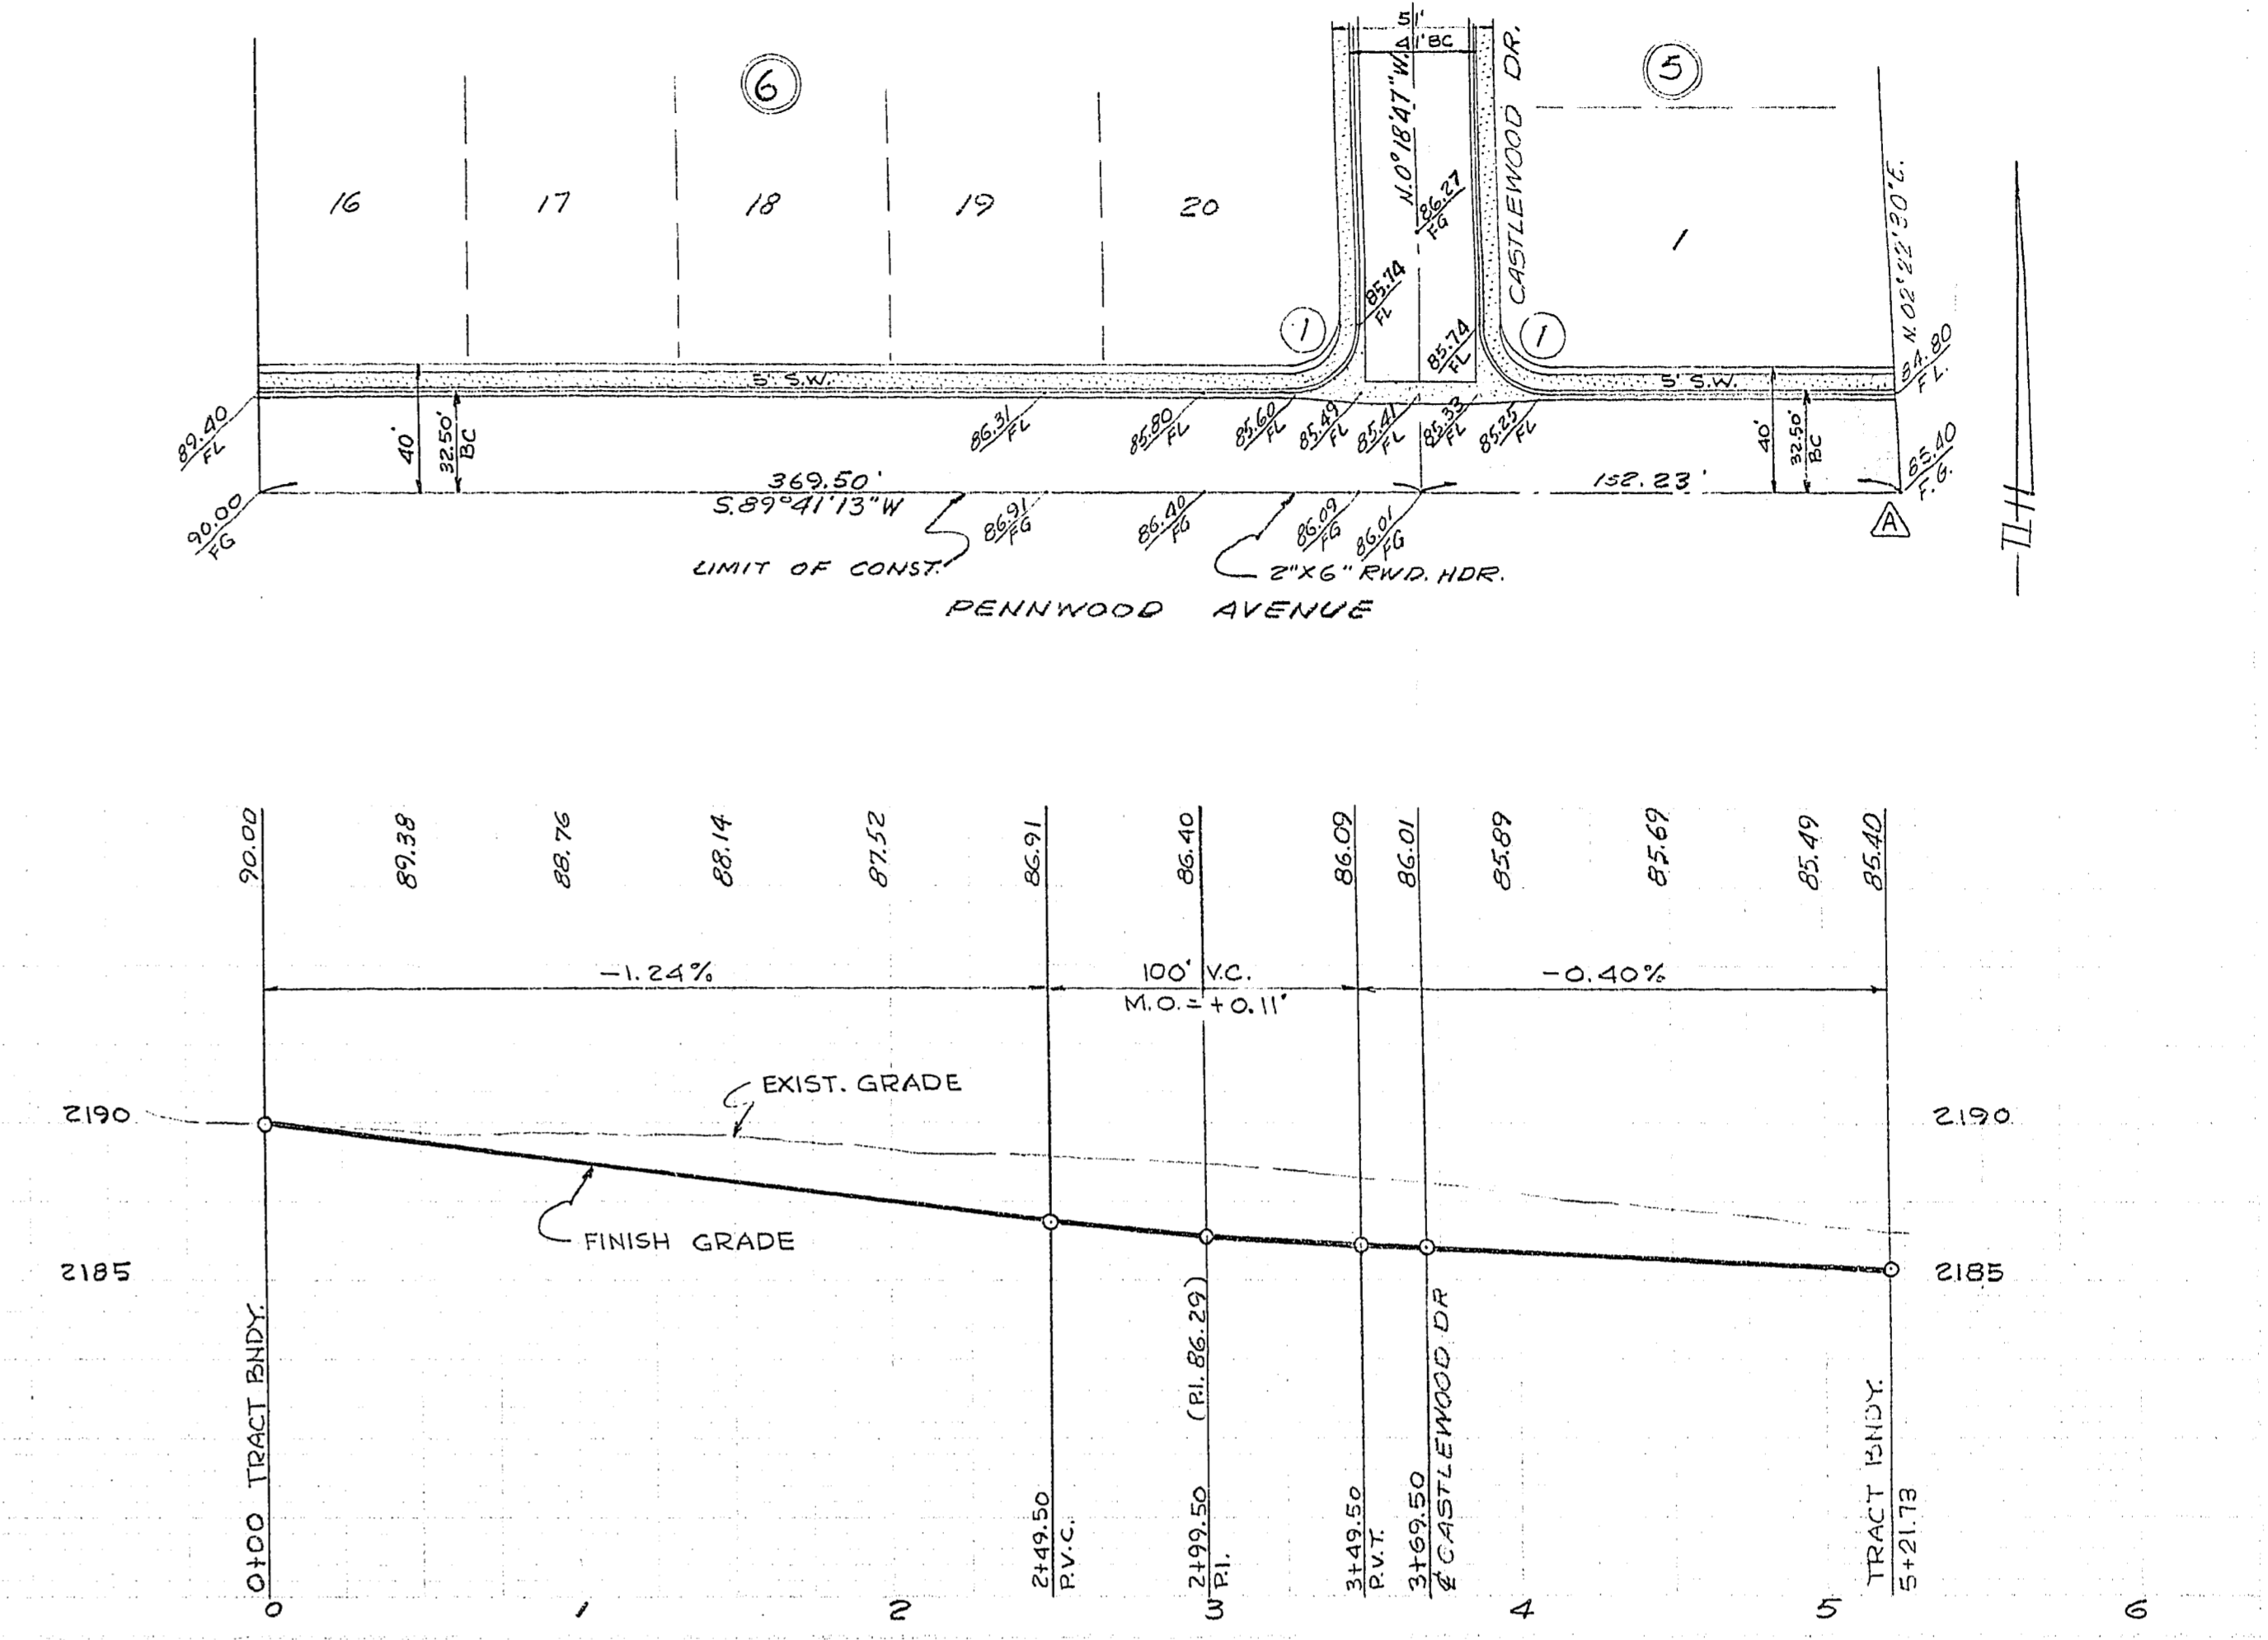 51'
41' BC
6
5
N.0°18'47"W.
CASTLEWOOD DR.
16
17
18
19
20
1
86.27
FG
N.02°22'30"E.
85.74
FL
85.74
FL
1
1
84.80
FL.
5' S.W.
5' S.W.
89.40
FL
40'
32.50'
BC
86.31
FL
85.80
FL
85.60
FL
85.49
FL
85.41
FL
85.33
FL
85.25
FL
40'
32.50'
BC
85.40
F.G.
369.50'
152.23'
S.89°41'13"W
90.00
FG
86.91
FG
86.40
FG
86.09
FG
86.01
FG
A
LIMIT OF CONST.
2"X6" RWD. HDR.
PENNWOOD AVENUE
90.00
89.38
88.76
88.14
87.52
86.91
86.40
86.09
86.01
85.89
85.69
85.49
85.40
-1.24%
100' V.C.
M.O.=+0.11'
-0.40%
EXIST. GRADE
2190
2190
FINISH GRADE
2185
2185
0+00 TRACT BNDY.
2+49.50
P.V.C.
(P.I. 86.29)
2+99.50
P.I.
3+49.50
P.V.T.
3+69.50
℄ CASTLEWOOD DR
TRACT BNDY.
5+21.73
0
1
2
3
4
5
6